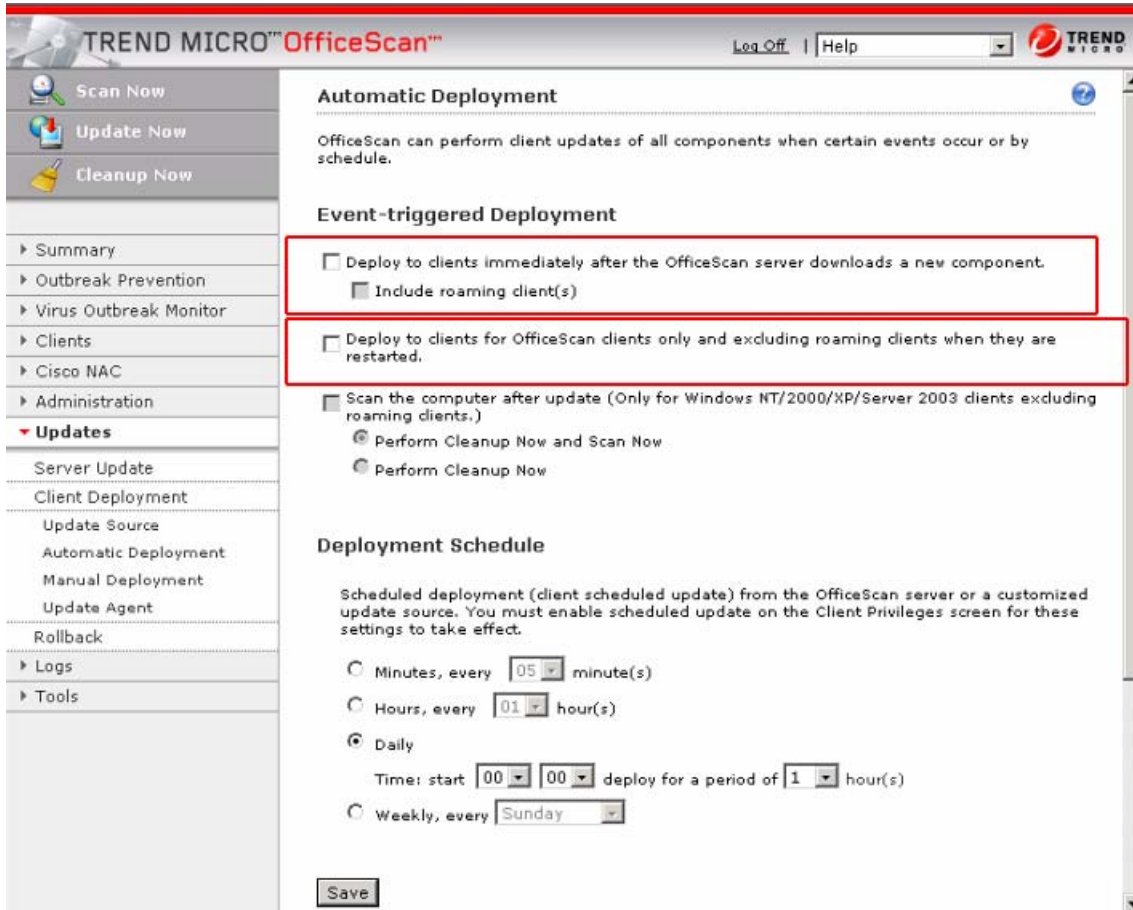 TREND MICRO™ OfficeScan™
Log Off | Help
TREND
MICRO
Scan Now
Update Now
Cleanup Now
Summary
Outbreak Prevention
Virus Outbreak Monitor
Clients
Cisco NAC
Administration
Updates
Server Update
Client Deployment
Update Source
Automatic Deployment
Manual Deployment
Update Agent
Rollback
Logs
Tools
Automatic Deployment
?
OfficeScan can perform client updates of all components when certain events occur or by
schedule.
Event-triggered Deployment
Deploy to clients immediately after the OfficeScan server downloads a new component.
Include roaming client(s)
Deploy to clients for OfficeScan clients only and excluding roaming clients when they are
restarted.
Scan the computer after update (Only for Windows NT/2000/XP/Server 2003 clients excluding
roaming clients.)
Perform Cleanup Now and Scan Now
Perform Cleanup Now
Deployment Schedule
Scheduled deployment (client scheduled update) from the OfficeScan server or a customized
update source. You must enable scheduled update on the Client Privileges screen for these
settings to take effect.
Minutes, every 05 minute(s)
Hours, every 01 hour(s)
Daily
Time: start 00 00 deploy for a period of 1 hour(s)
Weekly, every Sunday
Save